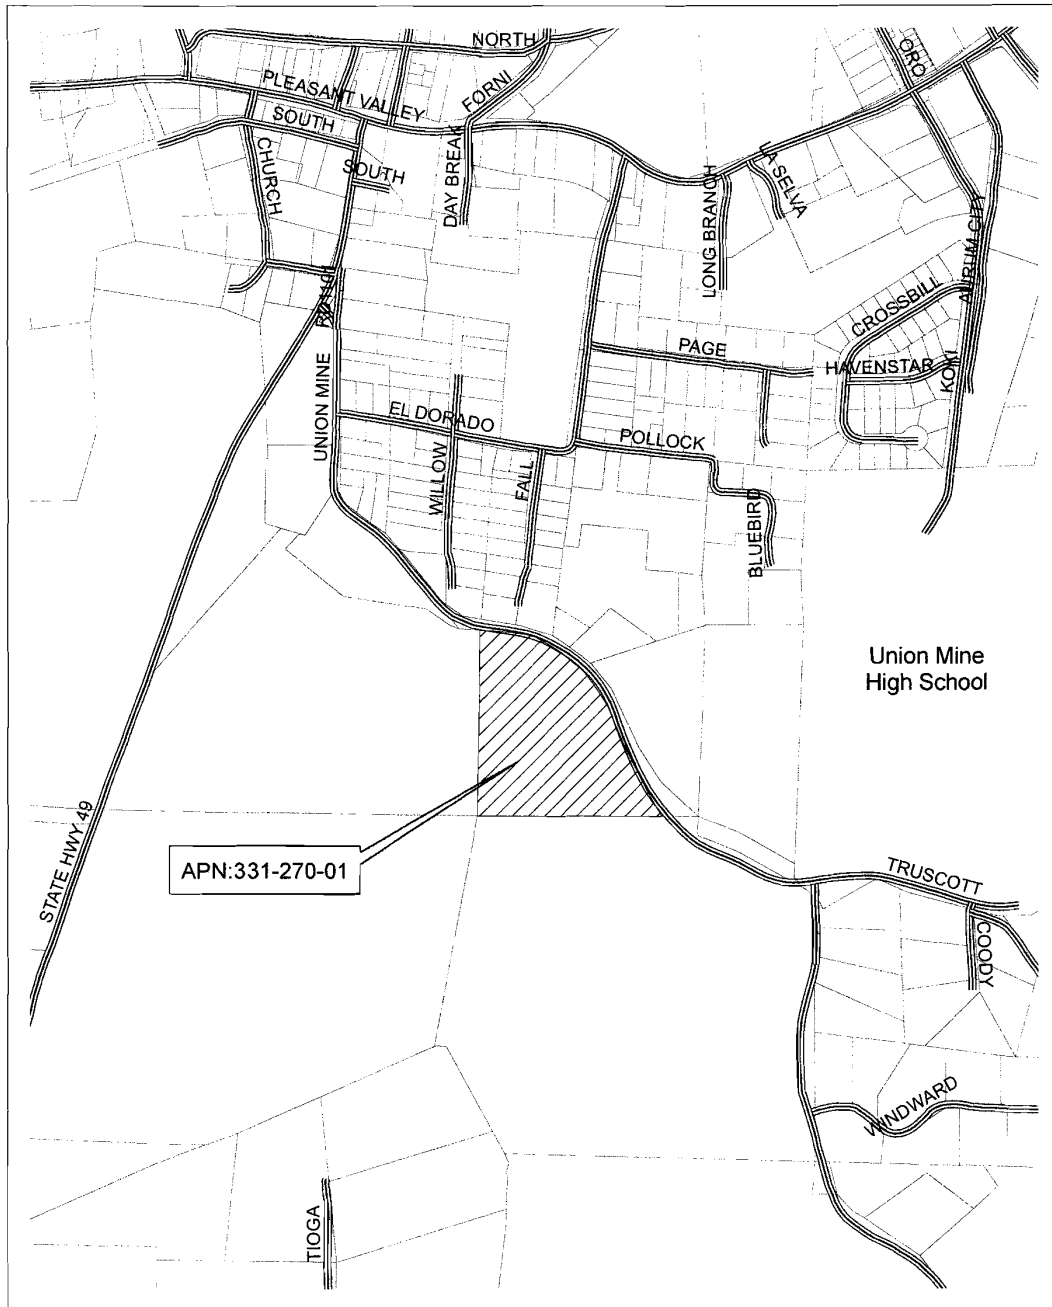 NORTH
ORO
PLEASANT VALLEY
FORNI
SOUTH
CHURCH
SOUTH
DAY BREAK
LONG BRANCH
LA SELVA
AURUM CITY
CROSSBILL
PAGE
HAVENSTAR
KOKI
UNION MINE
EL DORADO
POLLOCK
WILLOW
FALL
BLUEBIRD
Union Mine
High School
STATE HWY 49
APN:331-270-01
TRUSCOTT
COODY
WINDWARD
TIOGA